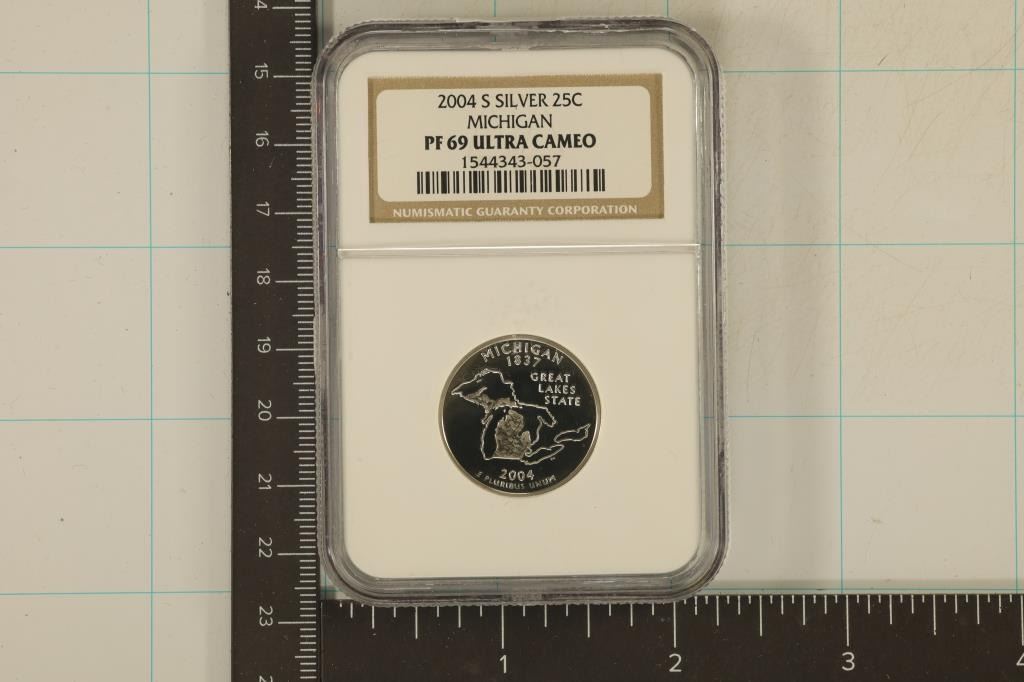 2004 S SILVER 25C
MICHIGAN
PF 69 ULTRA CAMEO
1544343-057
NUMISMATIC GUARANTY CORPORATION
MICHIGAN
1837
GREAT
LAKES
STATE
2004
E PLURIBUS UNUM
15
16
17
18
19
20
21
22
23
1
2
3
4